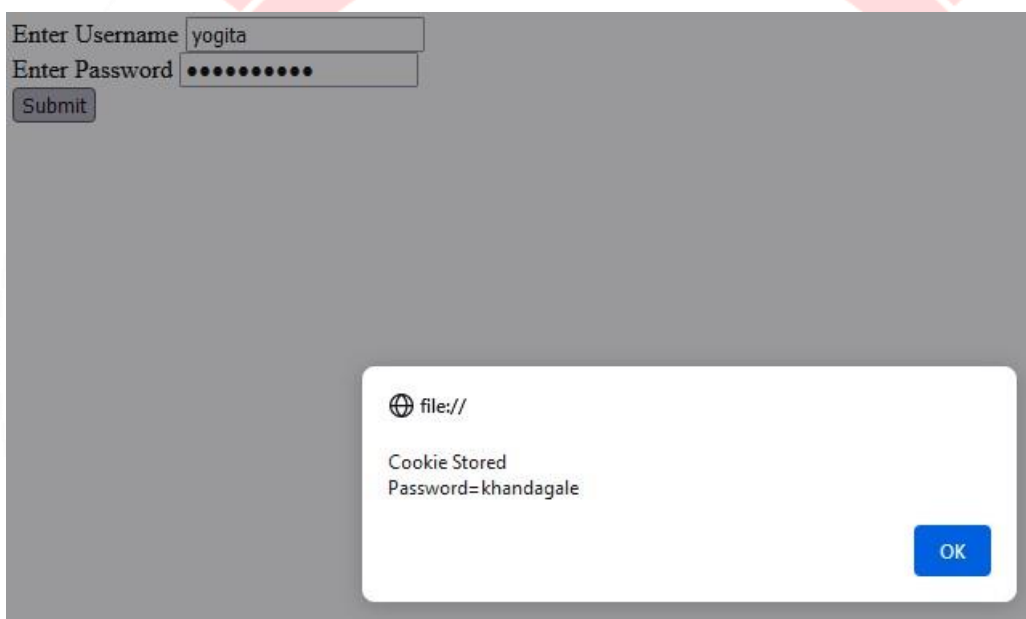 Enter Username yogita
Enter Password ••••••••••
Submit
file://
Cookie Stored
Password=khandagale
OK